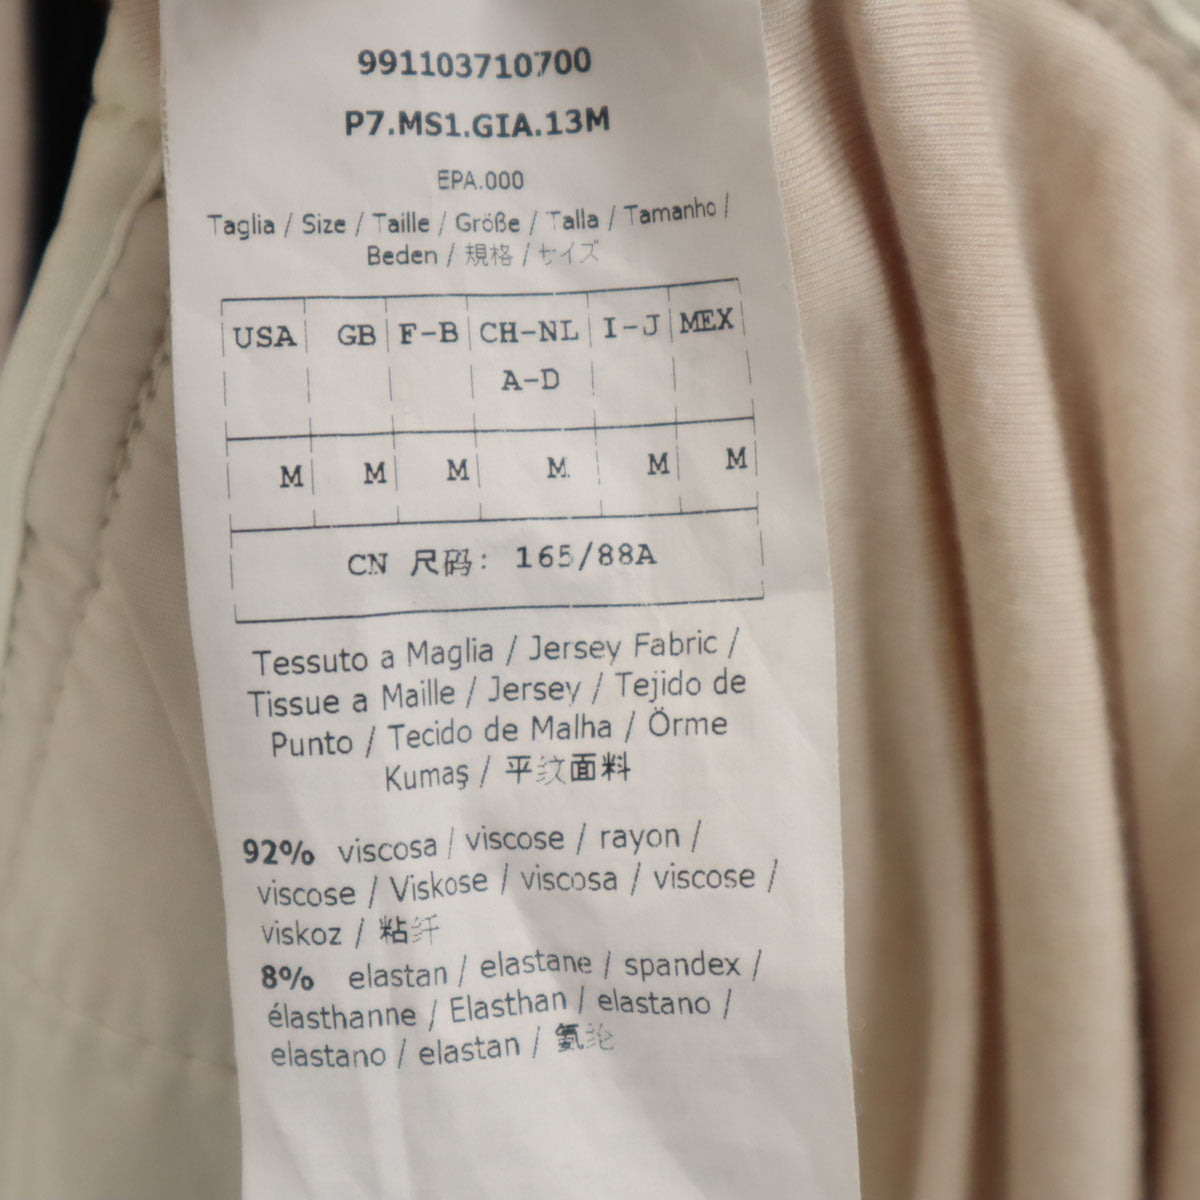 991103710700
P7.MS1.GIA.13M
EPA.000
Taglia / Size / Taille / Größe / Talla / Tamanho /
Beden / 規格 / サイズ
USA GB F-B CH-NL I-J MEX
A-D
M M M M M M
CN 尺码: 165/88A
Tessuto a Maglia / Jersey Fabric /
Tissue a Maille / Jersey / Tejido de
Punto / Tecido de Malha / Örme
Kumaş / 平纹面料
92% viscosa / viscose / rayon /
viscose / Viskose / viscosa / viscose /
viskoz / 粘纤
8% elastan / elastane / spandex /
élasthanne / Elasthan / elastano /
elastano / elastan / 氨纶